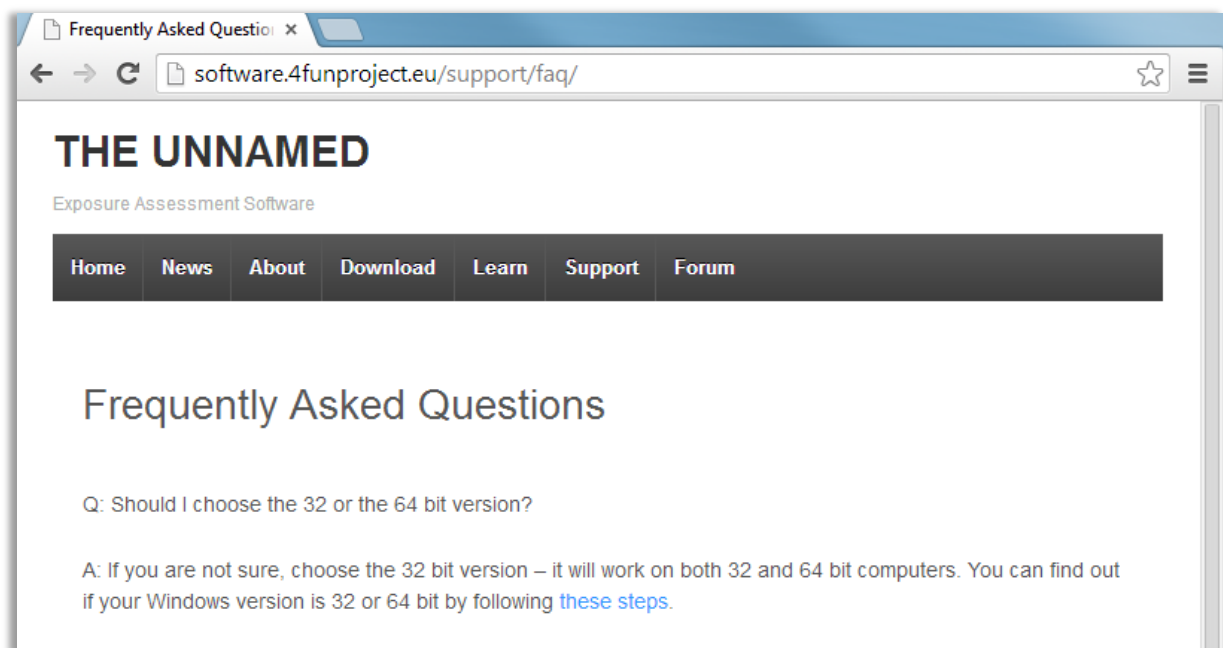 Frequently Asked Questio
software.4funproject.eu/support/faq/
THE UNNAMED
Exposure Assessment Software
Home News About Download Learn Support Forum
Frequently Asked Questions
Q: Should I choose the 32 or the 64 bit version?
A: If you are not sure, choose the 32 bit version – it will work on both 32 and 64 bit computers. You can find out
if your Windows version is 32 or 64 bit by following these steps.